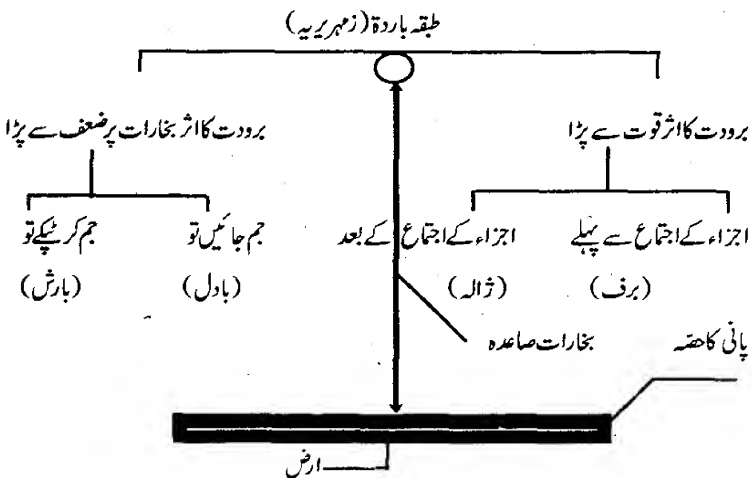 طبقہ باردۃ (زمہریریہ)
برودت کا اثر قوت سے پڑا
برودت کا اثر بخارات پر ضعف سے پڑا
اجزاء کے اجتماع سے پہلے
(برف)
اجزاء کے اجتماع کے بعد
(ژالہ)
جم جائیں تو
(بادل)
جم کر ٹپکے تو
(بارش)
پانی کا حصّہ
بخارات صاعدہ
ارض